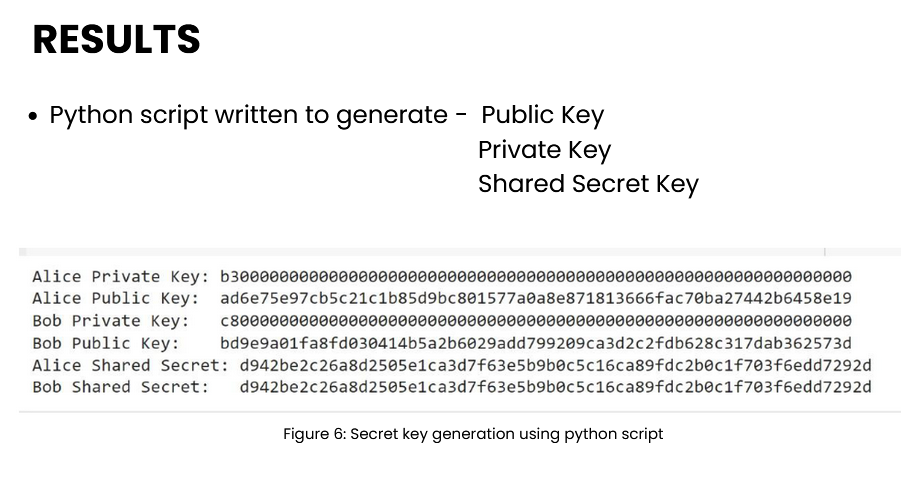 RESULTS
• Python script written to generate - Public Key
Private Key
Shared Secret Key
Alice Private Key: b300000000000000000000000000000000000000000000000000000000000000
Alice Public Key: ad6e75e97cb5c21c1b85d9bc801577a0a8e871813666fac70ba27442b6458e19
Bob Private Key: c800000000000000000000000000000000000000000000000000000000000000
Bob Public Key: bd9e9a01fa8fd030414b5a2b6029add799209ca3d2c2fdb628c317dab362573d
Alice Shared Secret: d942be2c26a8d2505e1ca3d7f63e5b9b0c5c16ca89fdc2b0c1f703f6edd7292d
Bob Shared Secret: d942be2c26a8d2505e1ca3d7f63e5b9b0c5c16ca89fdc2b0c1f703f6edd7292d
Figure 6: Secret key generation using python script